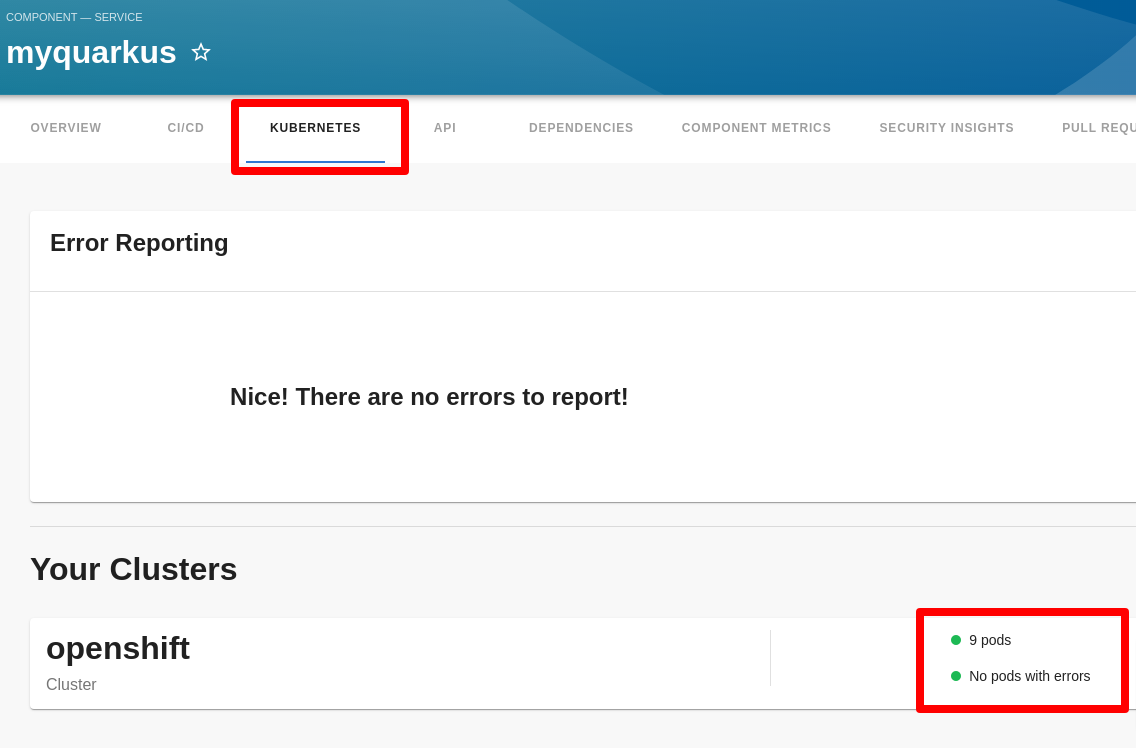 COMPONENT — SERVICE
myquarkus
OVERVIEW CI/CD KUBERNETES API DEPENDENCIES COMPONENT METRICS SECURITY INSIGHTS PULL REQU
Error Reporting
Nice! There are no errors to report!
Your Clusters
openshift
Cluster
9 pods
No pods with errors